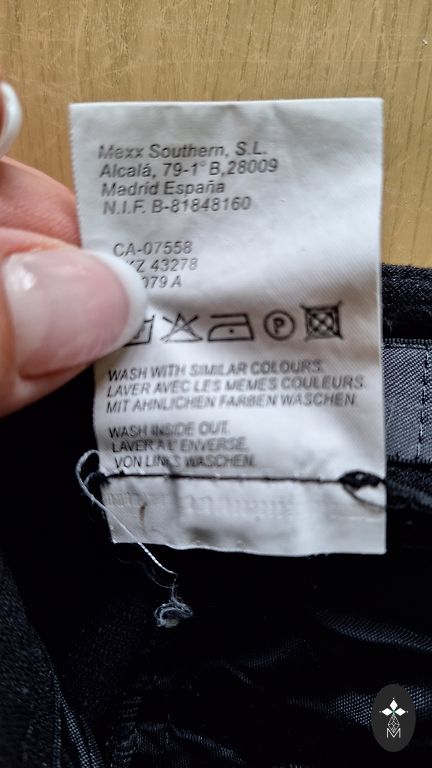 Mexx Southern, S.L.
Alcalá, 79-1° B,28009
Madrid España
N.I.F. B-81848160
CA-07558
KZ 43278
079 A
P
WASH WITH SIMILAR COLOURS.
LAVER AVEC LES MEMES COULEURS.
MIT AHNLICHEN FARBEN WASCHEN
WASH INSIDE OUT.
LAVER A L'ENVERSE.
VON LINKS WASCHEN.
M